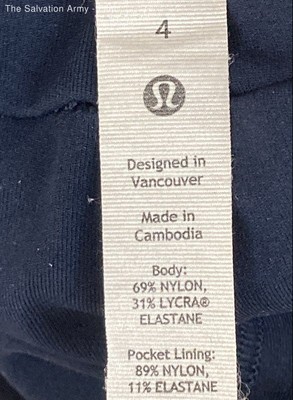 The Salvation Army
4
Designed in
Vancouver
Made in
Cambodia
Body:
69% NYLON,
31% LYCRA®
ELASTANE
Pocket Lining:
89% NYLON,
11% ELASTANE